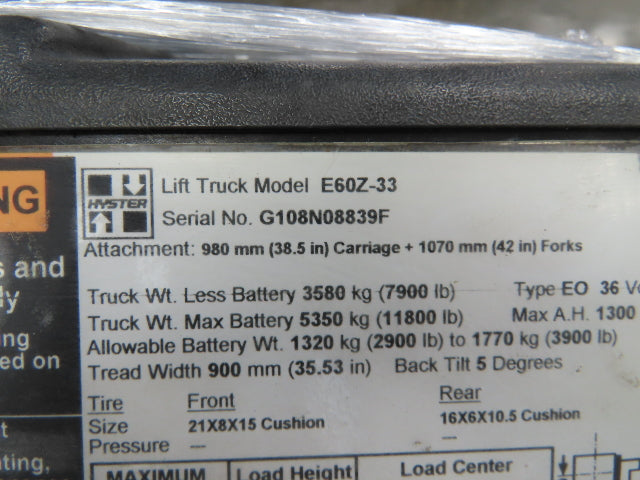 NG
s and
ly
ing
ed on
t
ating,
HYSTER
Lift Truck Model E60Z-33
Serial No. G108N08839F
Attachment: 980 mm (38.5 in) Carriage + 1070 mm (42 in) Forks
Truck Wt. Less Battery 3580 kg (7900 lb) Type EO 36 Vo
Truck Wt. Max Battery 5350 kg (11800 lb) Max A.H. 1300
Allowable Battery Wt. 1320 kg (2900 lb) to 1770 kg (3900 lb)
Tread Width 900 mm (35.53 in) Back Tilt 5 Degrees
Tire Front Rear
Size 21X8X15 Cushion 16X6X10.5 Cushion
Pressure — —
MAXIMUM Load Height Load Center